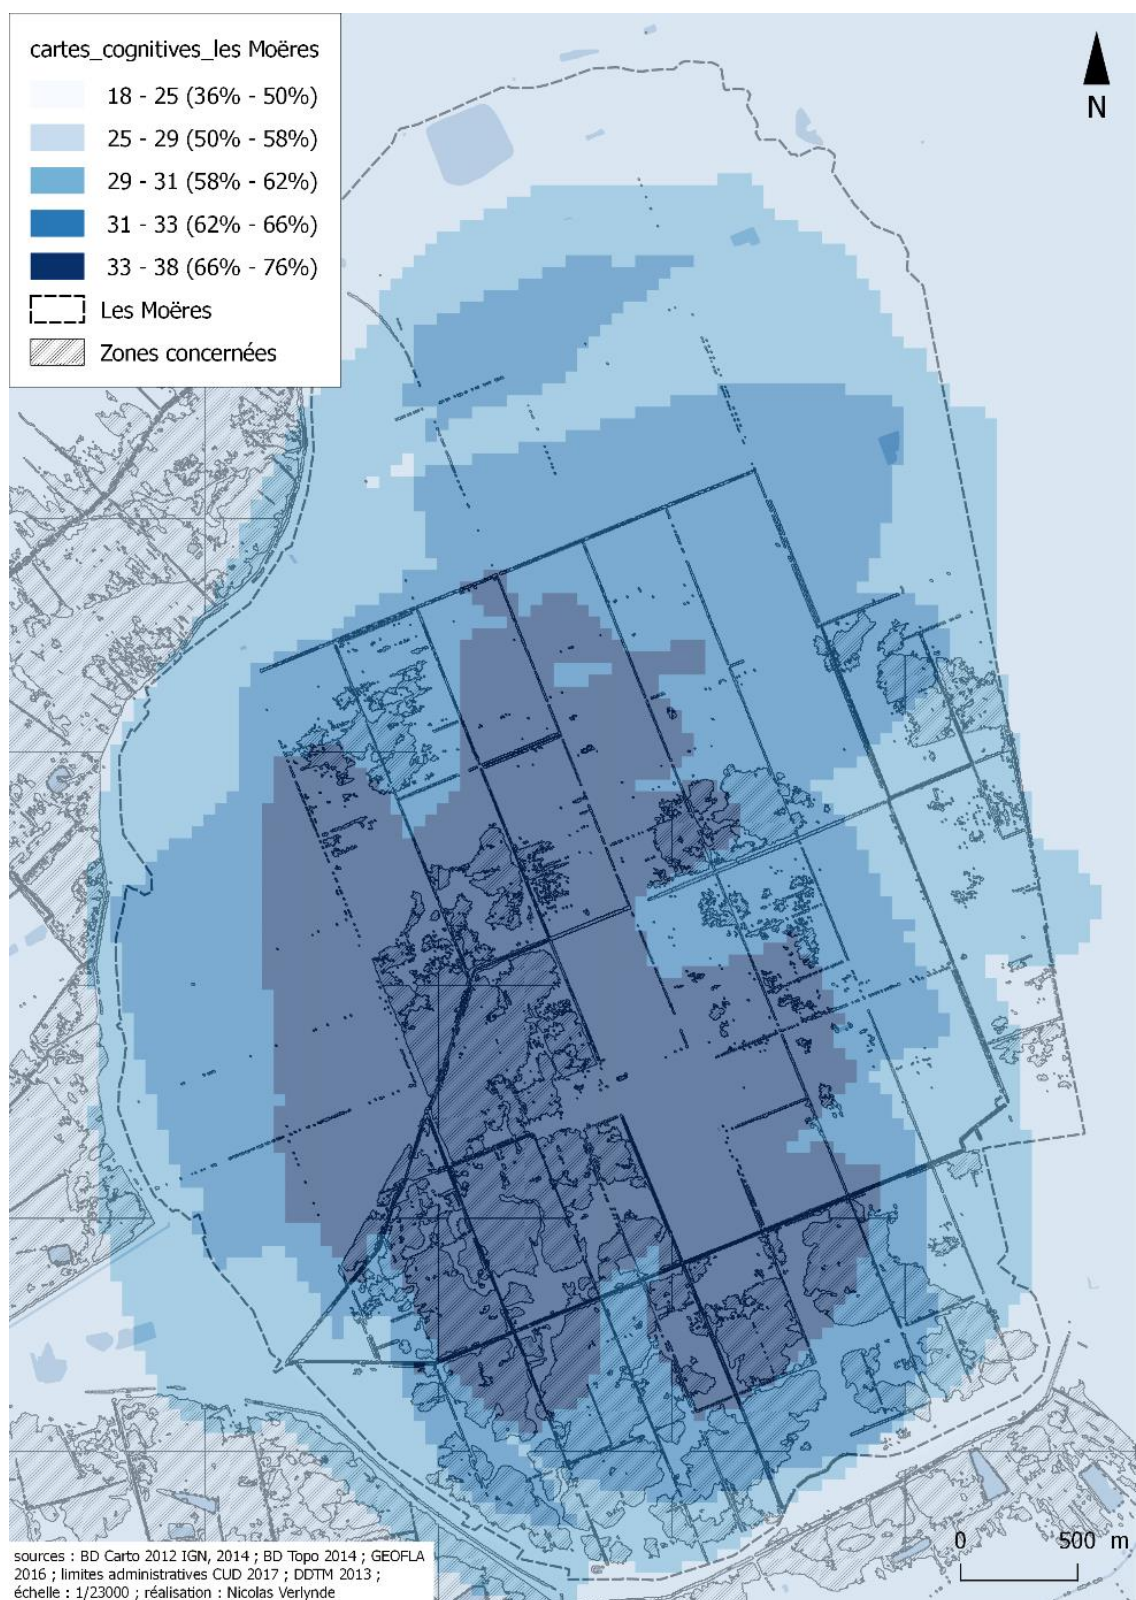 cartes_cognitives_les Moëres
18 - 25 (36% - 50%)
25 - 29 (50% - 58%)
29 - 31 (58% - 62%)
31 - 33 (62% - 66%)
33 - 38 (66% - 76%)
Les Moëres
Zones concernées
N
0 500 m
sources : BD Carto 2012 IGN, 2014 ; BD Topo 2014 ; GEOFLA
2016 ; limites administratives CUD 2017 ; DDTM 2013 ;
échelle : 1/23000 ; réalisation : Nicolas Verlynde